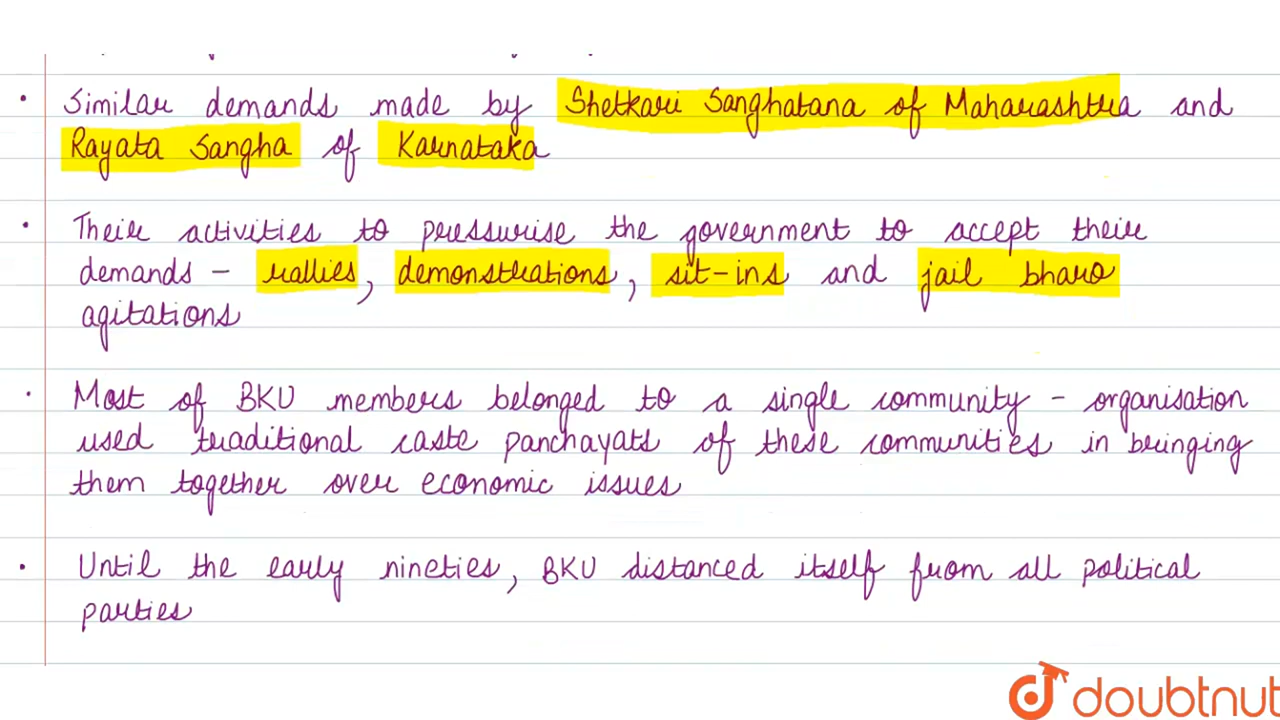 • Similar demands made by Shetkari Sanghatana of Maharashtra and
Rayata Sangha of Karnataka
• Their activities to pressurise the government to accept their
demands - rallies, demonstrations, sit-ins and jail bharo
agitations
• Most of BKU members belonged to a single community - organisation
used traditional caste panchayats of these communities in bringing
them together over economic issues
• Until the early nineties, BKU distanced itself from all political
parties
doubtnut